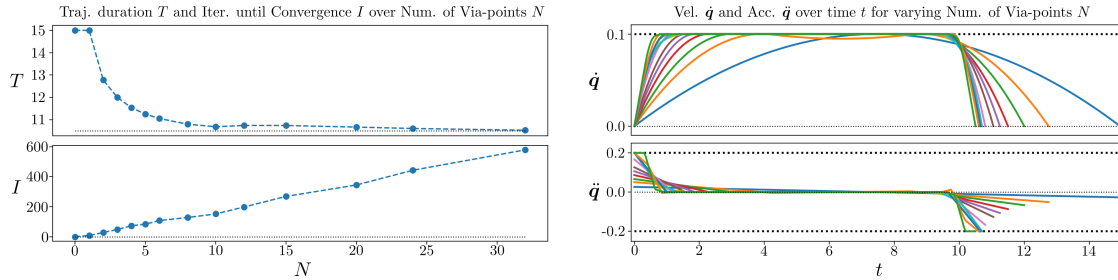 Traj. duration T and Iter. until Convergence I over Num. of Via-points N
15
14
13
12
11
T
600
400
200
0
I
0 5 10 15 20 25 30
N
Vel. q̇ and Acc. q̈ over time t for varying Num. of Via-points N
0.1
0.0
q̇
0.2
0.0
-0.2
q̈
0 2 4 6 8 10 12 14
t